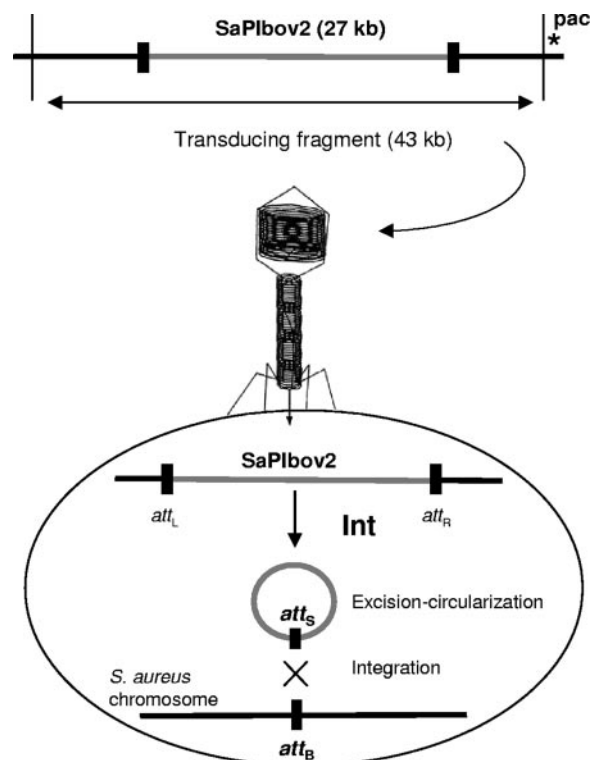 pac
SaPIbov2 (27 kb)
*
Transducing fragment (43 kb)
SaPIbov2
attL
attR
Int
Excision-circularization
attS
Integration
S. aureus
chromosome
attB